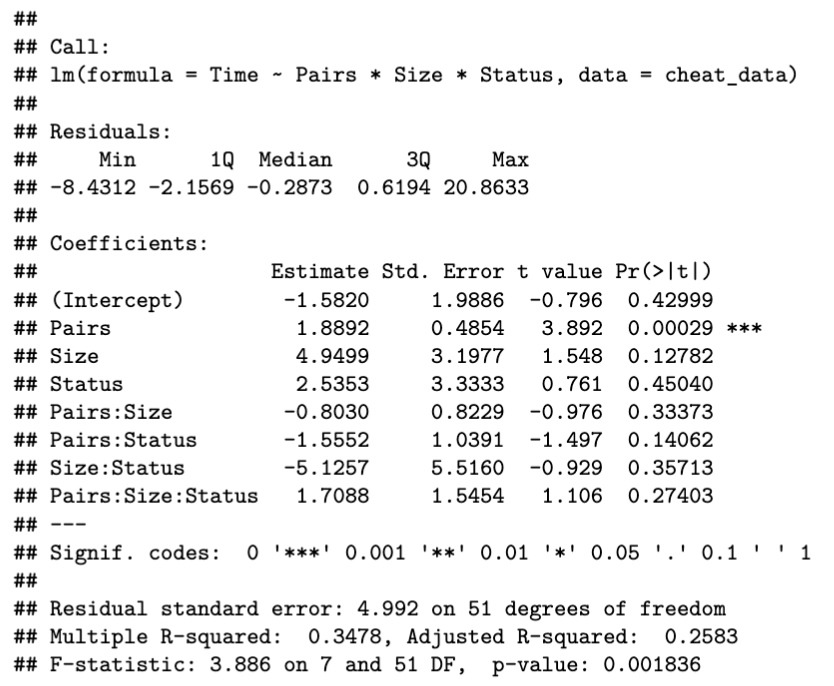 ##
## Call:
## lm(formula = Time ~ Pairs * Size * Status, data = cheat_data)
##
## Residuals:
##     Min      1Q  Median      3Q     Max
## -8.4312 -2.1569 -0.2873  0.6194 20.8633
##
## Coefficients:
##                   Estimate Std. Error t value Pr(>|t|)
## (Intercept)        -1.5820     1.9886  -0.796  0.42999
## Pairs               1.8892     0.4854   3.892  0.00029 ***
## Size                4.9499     3.1977   1.548  0.12782
## Status              2.5353     3.3333   0.761  0.45040
## Pairs:Size         -0.8030     0.8229  -0.976  0.33373
## Pairs:Status       -1.5552     1.0391  -1.497  0.14062
## Size:Status        -5.1257     5.5160  -0.929  0.35713
## Pairs:Size:Status   1.7088     1.5454   1.106  0.27403
## ---
## Signif. codes:  0 '***' 0.001 '**' 0.01 '*' 0.05 '.' 0.1 ' ' 1
##
## Residual standard error: 4.992 on 51 degrees of freedom
## Multiple R-squared:  0.3478, Adjusted R-squared:  0.2583
## F-statistic: 3.886 on 7 and 51 DF,  p-value: 0.001836